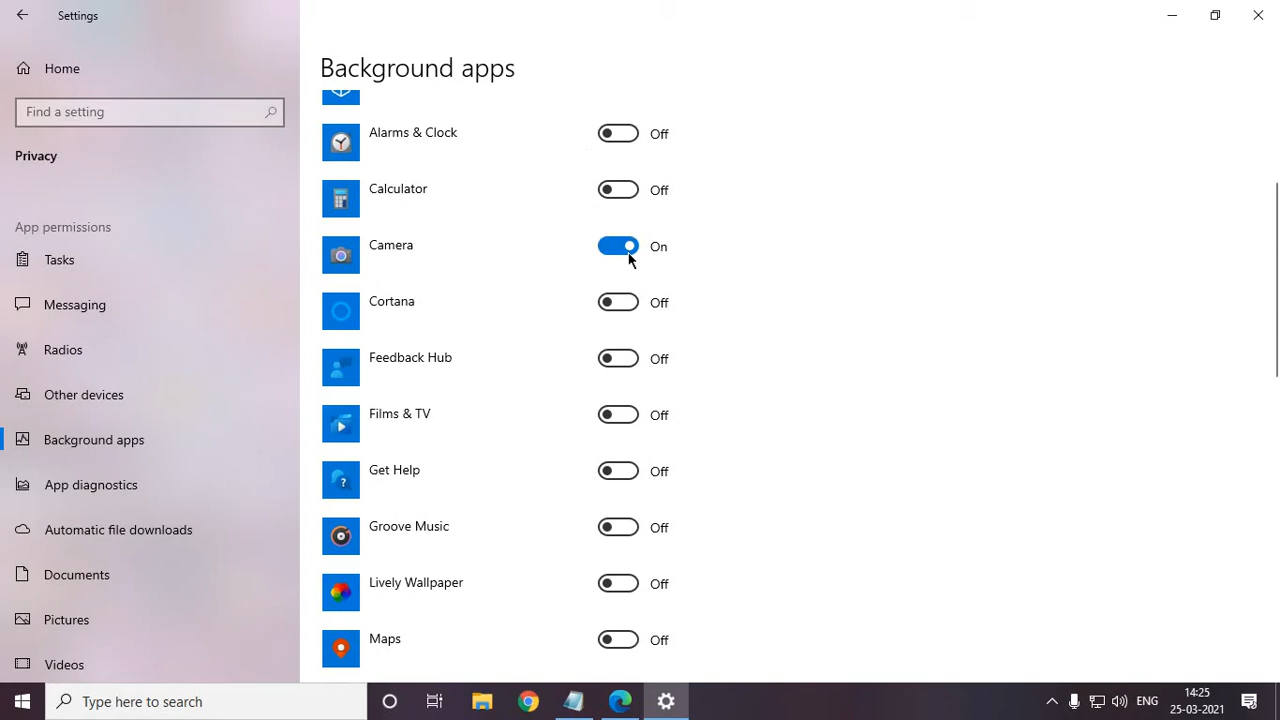 Settings
Home
Find a setting
Privacy
App permissions
Tasks
Messaging
Radios
Other devices
Background apps
App diagnostics
Automatic file downloads
Documents
Pictures
Videos
Background apps
Alarms & Clock Off
Calculator Off
Camera On
Cortana Off
Feedback Hub Off
Films & TV Off
Get Help Off
Groove Music Off
Lively Wallpaper Off
Maps Off
Type here to search
ENG
14:25
25-03-2021